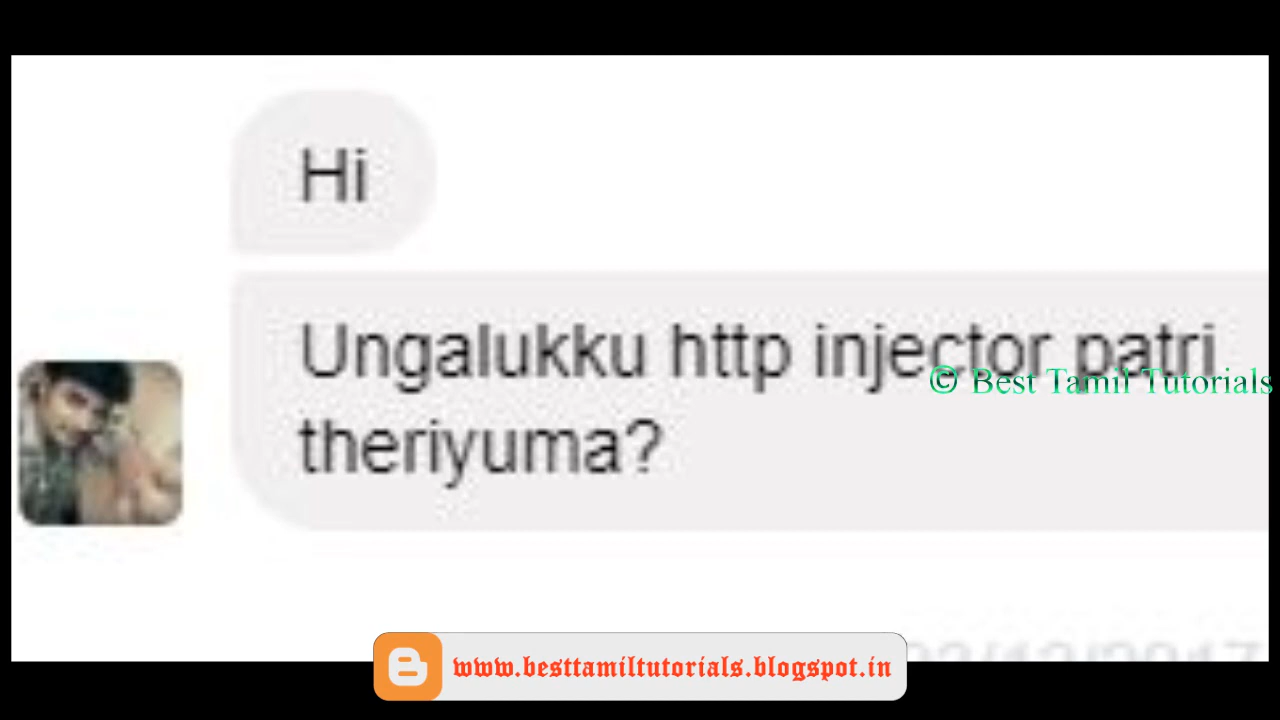 Hi
Ungalukku http injector patri
© Best Tamil Tutorials
theriyuma?
www.besttamiltutorials.blogspot.in